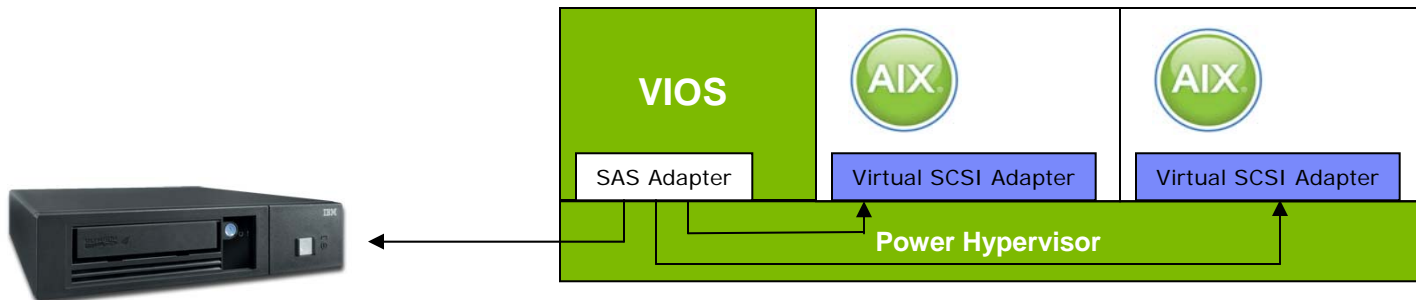 VIOS
AIX
AIX
SAS Adapter
Virtual SCSI Adapter
Virtual SCSI Adapter
IBM
Power Hypervisor